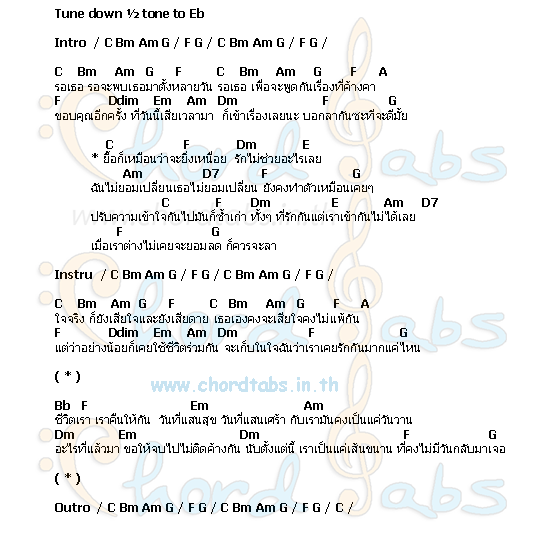 Tune down ½ tone to Eb
Intro / C Bm Am G / F G / C Bm Am G / F G /
C Bm Am G F C Bm Am G F A
รอเธอ รอจะพบเธอมาตั้งหลายวัน รอเธอ เพื่อจะพูดกันเรื่องที่ค้างคา
F Ddim Em Am Dm F G
ขอบคุณอีกครั้ง ที่วันนี้เสียเวลามา ก็เข้าเรื่องเลยนะ บอกลากันซะทีจะดีมั้ย
C F Dm E
* ยื้อก็เหมือนว่าจะยิ่งเหนื่อย รักไม่ช่วยอะไรเลย
Am D7 F G
ฉันไม่ยอมเปลี่ยนเธอไม่ยอมเปลี่ยน ยังคงทำตัวเหมือนเคยๆ
C F Dm E Am D7
ปรับความเข้าใจกันไปมันก็ซ้ำเก่า ทั้งๆ ที่รักกันแต่เราเข้ากันไม่ได้เลย
F G
เมื่อเราต่างไม่เคยจะยอมลด ก็ควรจะลา
Instru / C Bm Am G / F G / C Bm Am G / F G /
C Bm Am G F C Bm Am G F A
ใจจริง ก็ยังเสียใจและยังเสียดาย เธอเองคงจะเสียใจคงไม่แพ้กัน
F Ddim Em Am Dm F G
แต่ว่าอย่างน้อยก็เคยใช้ชีวิตร่วมกัน จะเก็บในใจฉันว่าเราเคยรักกันมากแค่ไหน
( * )
www.chordtabs.in.th
Bb F Em Am
ชีวิตเรา เราคืนให้กัน วันที่แสนสุข วันที่แสนเศร้า กับเรามันคงเป็นแค่วันวาน
Dm Em Dm F G
อะไรที่แล้วมา ขอให้จบไปไม่ติดค้างกัน นับตั้งแต่นี้ เราเป็นแค่เส้นขนาน ที่คงไม่มีวันกลับมาเจอ
( * )
Outro / C Bm Am G / F G / C Bm Am G / F G / C /